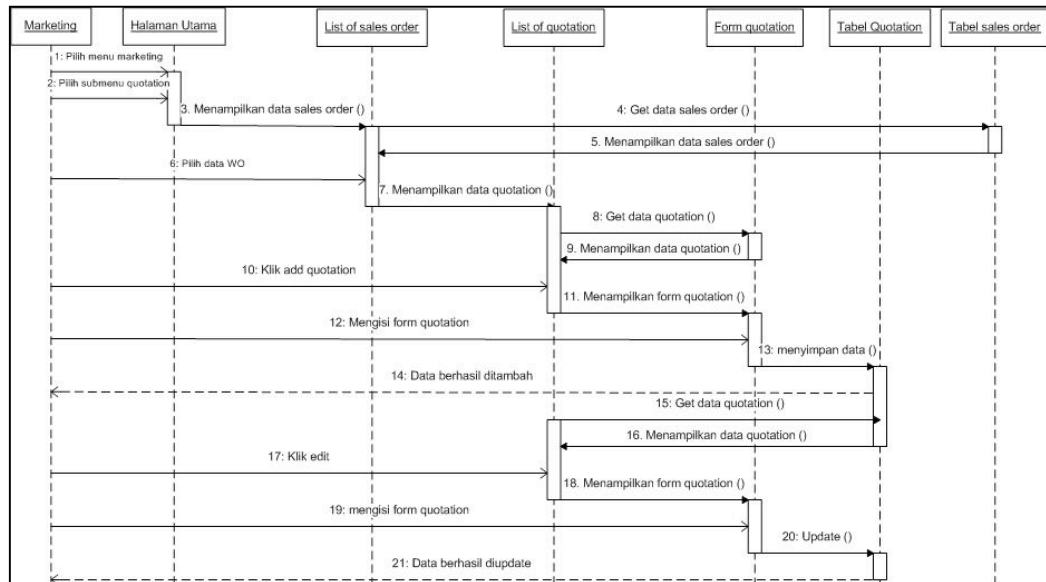 Marketing
Halaman Utama
List of sales order
List of quotation
Form quotation
Tabel Quotation
Tabel sales order
1: Pilih menu marketing
2: Pilih submenu quotation
3. Menampilkan data sales order ()
4: Get data sales order ()
5. Menampilkan data sales order ()
6: Pilih data WO
7. Menampilkan data quotation ()
8: Get data quotation ()
9. Menampilkan data quotation ()
10: Klik add quotation
11. Menampilkan form quotation ()
12: Mengisi form quotation
13: menyimpan data ()
14: Data berhasil ditambah
15: Get data quotation ()
16. Menampilkan data quotation ()
17: Klik edit
18. Menampilkan form quotation ()
19: mengisi form quotation
20: Update ()
21: Data berhasil diupdate